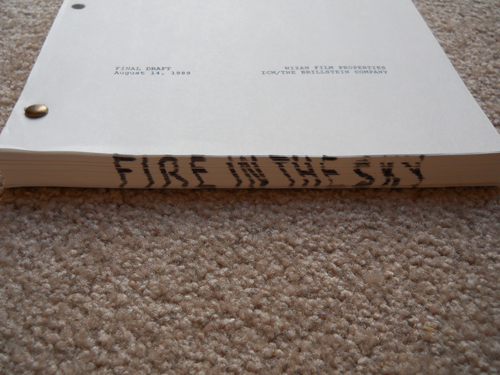 FINAL DRAFT
August 14, 1989
WIZAN FILM PROPERTIES
ICM/THE BRILLSTEIN COMPANY
FIRE IN THE SKY